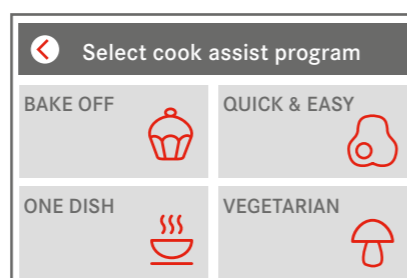 Select cook assist program
BAKE OFF
QUICK & EASY
ONE DISH
VEGETARIAN